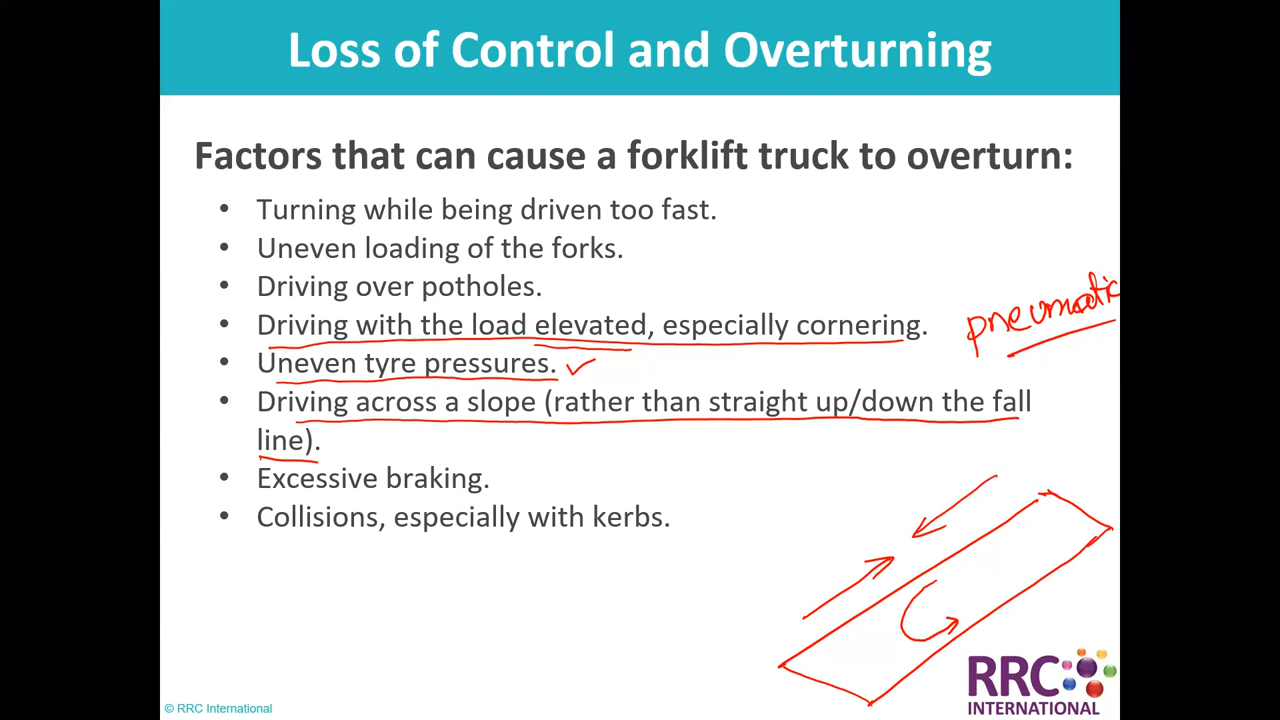 Loss of Control and Overturning
Factors that can cause a forklift truck to overturn:
• Turning while being driven too fast.
• Uneven loading of the forks.
• Driving over potholes.
• Driving with the load elevated, especially cornering.
pneumatic
• Uneven tyre pressures. ✓
• Driving across a slope (rather than straight up/down the fall
line).
• Excessive braking.
• Collisions, especially with kerbs.
RRC
INTERNATIONAL
© RRC International